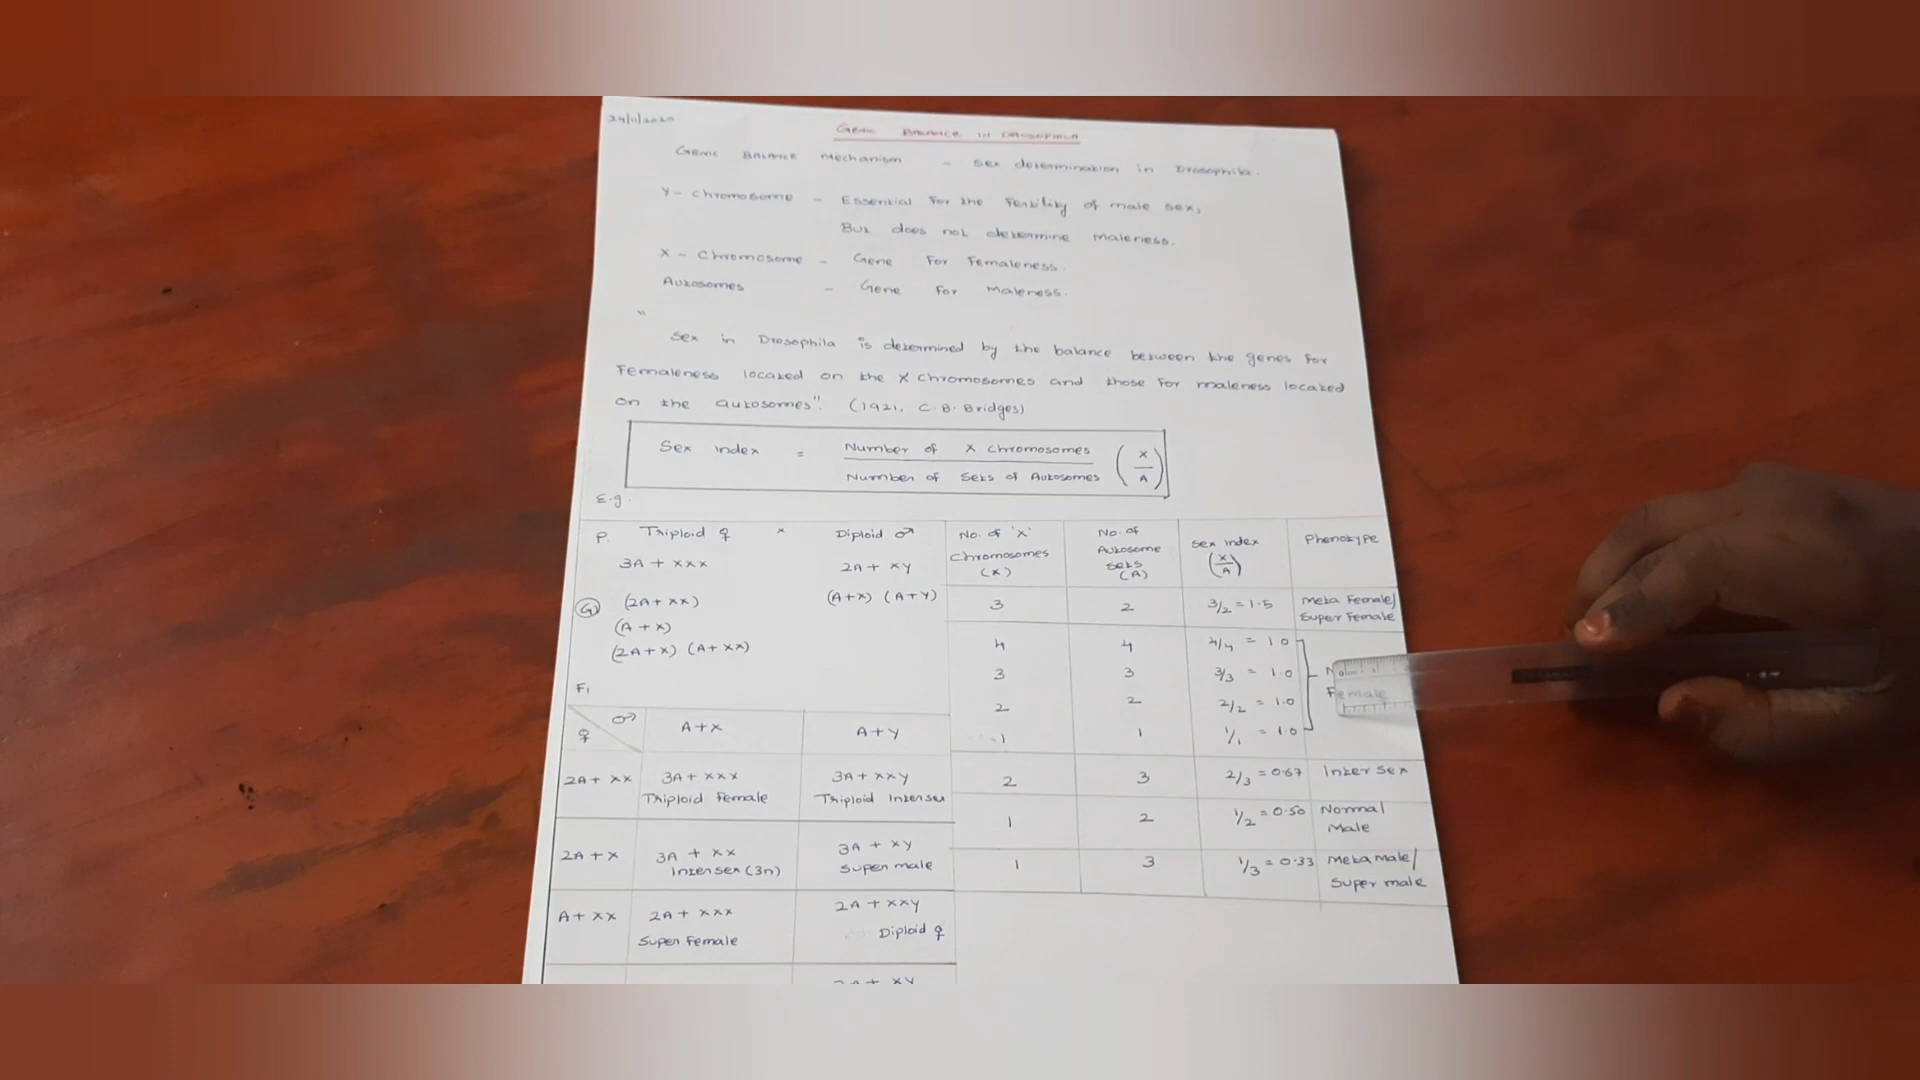 24/11/2020
Genic Balance in Drosophila
Genic Balance Mechanism - Sex determination in Drosophila.
Y- Chromosome - Essential for the fertility of male sex,
But does not determine maleness.
X - Chromosome - Gene for Femaleness.
Autosomes - Gene for Maleness.
"
Sex in Drosophila is determined by the balance between the genes for
Femaleness located on the X chromosomes and those for maleness located
on the autosomes". (1921, C.B. Bridges)
Sex index = Number of X Chromosomes / Number of Sets of Autosomes (X/A)
E.g.
P. Triploid ♀ × Diploid ♂
3A + XXX 2A + XY
G (2A + XX) (A+X) (A+Y)
(A + X)
(2A + X) (A + XX)
F1
♀ ♂ A+X A+Y
2A + XX 3A + XXX 3A + XXY
Triploid Female Triploid Intersex
2A + X 3A + XX 3A + XY
Intersex (3n) Super male
A + XX 2A + XXX 2A + XXY
Super Female Diploid ♀
2A + XY
No. of 'X' Chromosomes (X) No. of Autosome Sets (A) Sex index (X/A) Phenotype
3 2 3/2 = 1.5 Meta Female/ Super Female
4 4 4/4 = 1.0
3 3 3/3 = 1.0 N
2 2 2/2 = 1.0 Female
1 1 1/1 = 1.0
2 3 2/3 = 0.67 Inter Sex
1 2 1/2 = 0.50 Normal Male
1 3 1/3 = 0.33 Meta male/ Super male